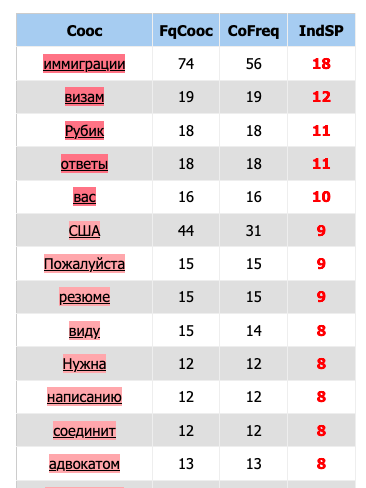 Cooc FqCooc CoFreq IndSP
иммиграции 74 56 18
визам 19 19 12
Рубик 18 18 11
ответы 18 18 11
вас 16 16 10
США 44 31 9
Пожалуйста 15 15 9
резюме 15 15 9
виду 15 14 8
Нужна 12 12 8
написанию 12 12 8
соединит 12 12 8
адвокатом 13 13 8